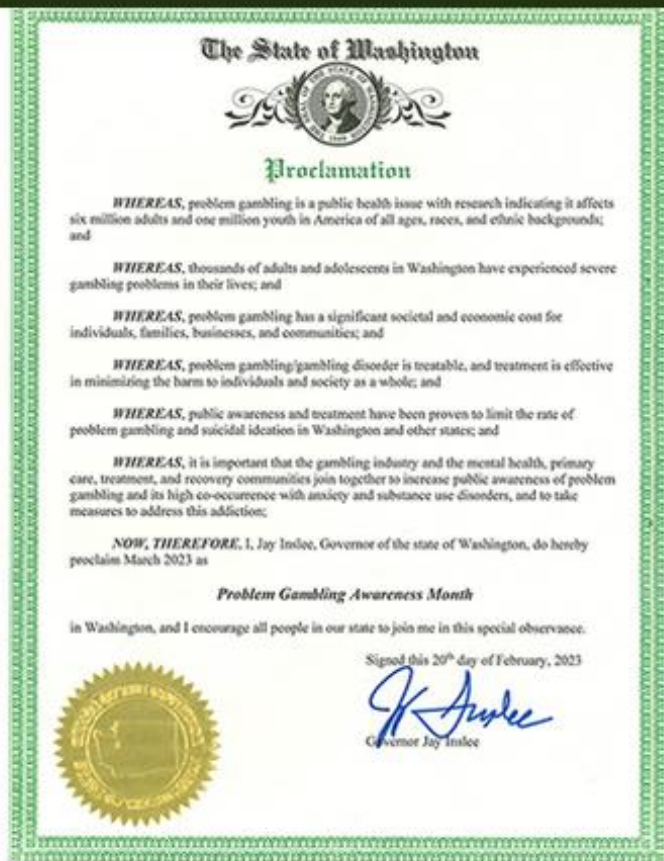 The State of Washington
Proclamation
WHEREAS, problem gambling is a public health issue with research indicating it affects
six million adults and one million youth in America of all ages, races, and ethnic backgrounds;
and
WHEREAS, thousands of adults and adolescents in Washington have experienced severe
gambling problems in their lives; and
WHEREAS, problem gambling has a significant societal and economic cost for
individuals, families, businesses, and communities; and
WHEREAS, problem gambling/gambling disorder is treatable, and treatment is effective
in minimizing the harm to individuals and society as a whole; and
WHEREAS, public awareness and treatment have been proven to limit the rate of
problem gambling and suicidal ideation in Washington and other states; and
WHEREAS, it is important that the gambling industry and the mental health, primary
care, treatment, and recovery communities join together to increase public awareness of problem
gambling and its high co-occurrence with anxiety and substance use disorders, and to take
measures to address this addiction;
NOW, THEREFORE, I, Jay Inslee, Governor of the state of Washington, do hereby
proclaim March 2023 as
Problem Gambling Awareness Month
in Washington, and I encourage all people in our state to join me in this special observance.
Signed this 20th day of February, 2023
Governor Jay Inslee